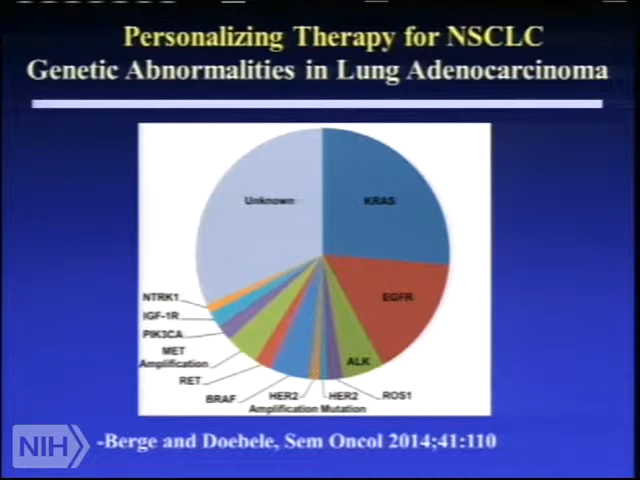 Personalizing Therapy for NSCLC
Genetic Abnormalities in Lung Adenocarcinoma
Unknown
KRAS
EGFR
ALK
ROS1
HER2
Mutation
HER2
Amplification
BRAF
RET
MET
Amplification
PIK3CA
IGF-1R
NTRK1
NIH
-Berge and Doebele, Sem Oncol 2014;41:110